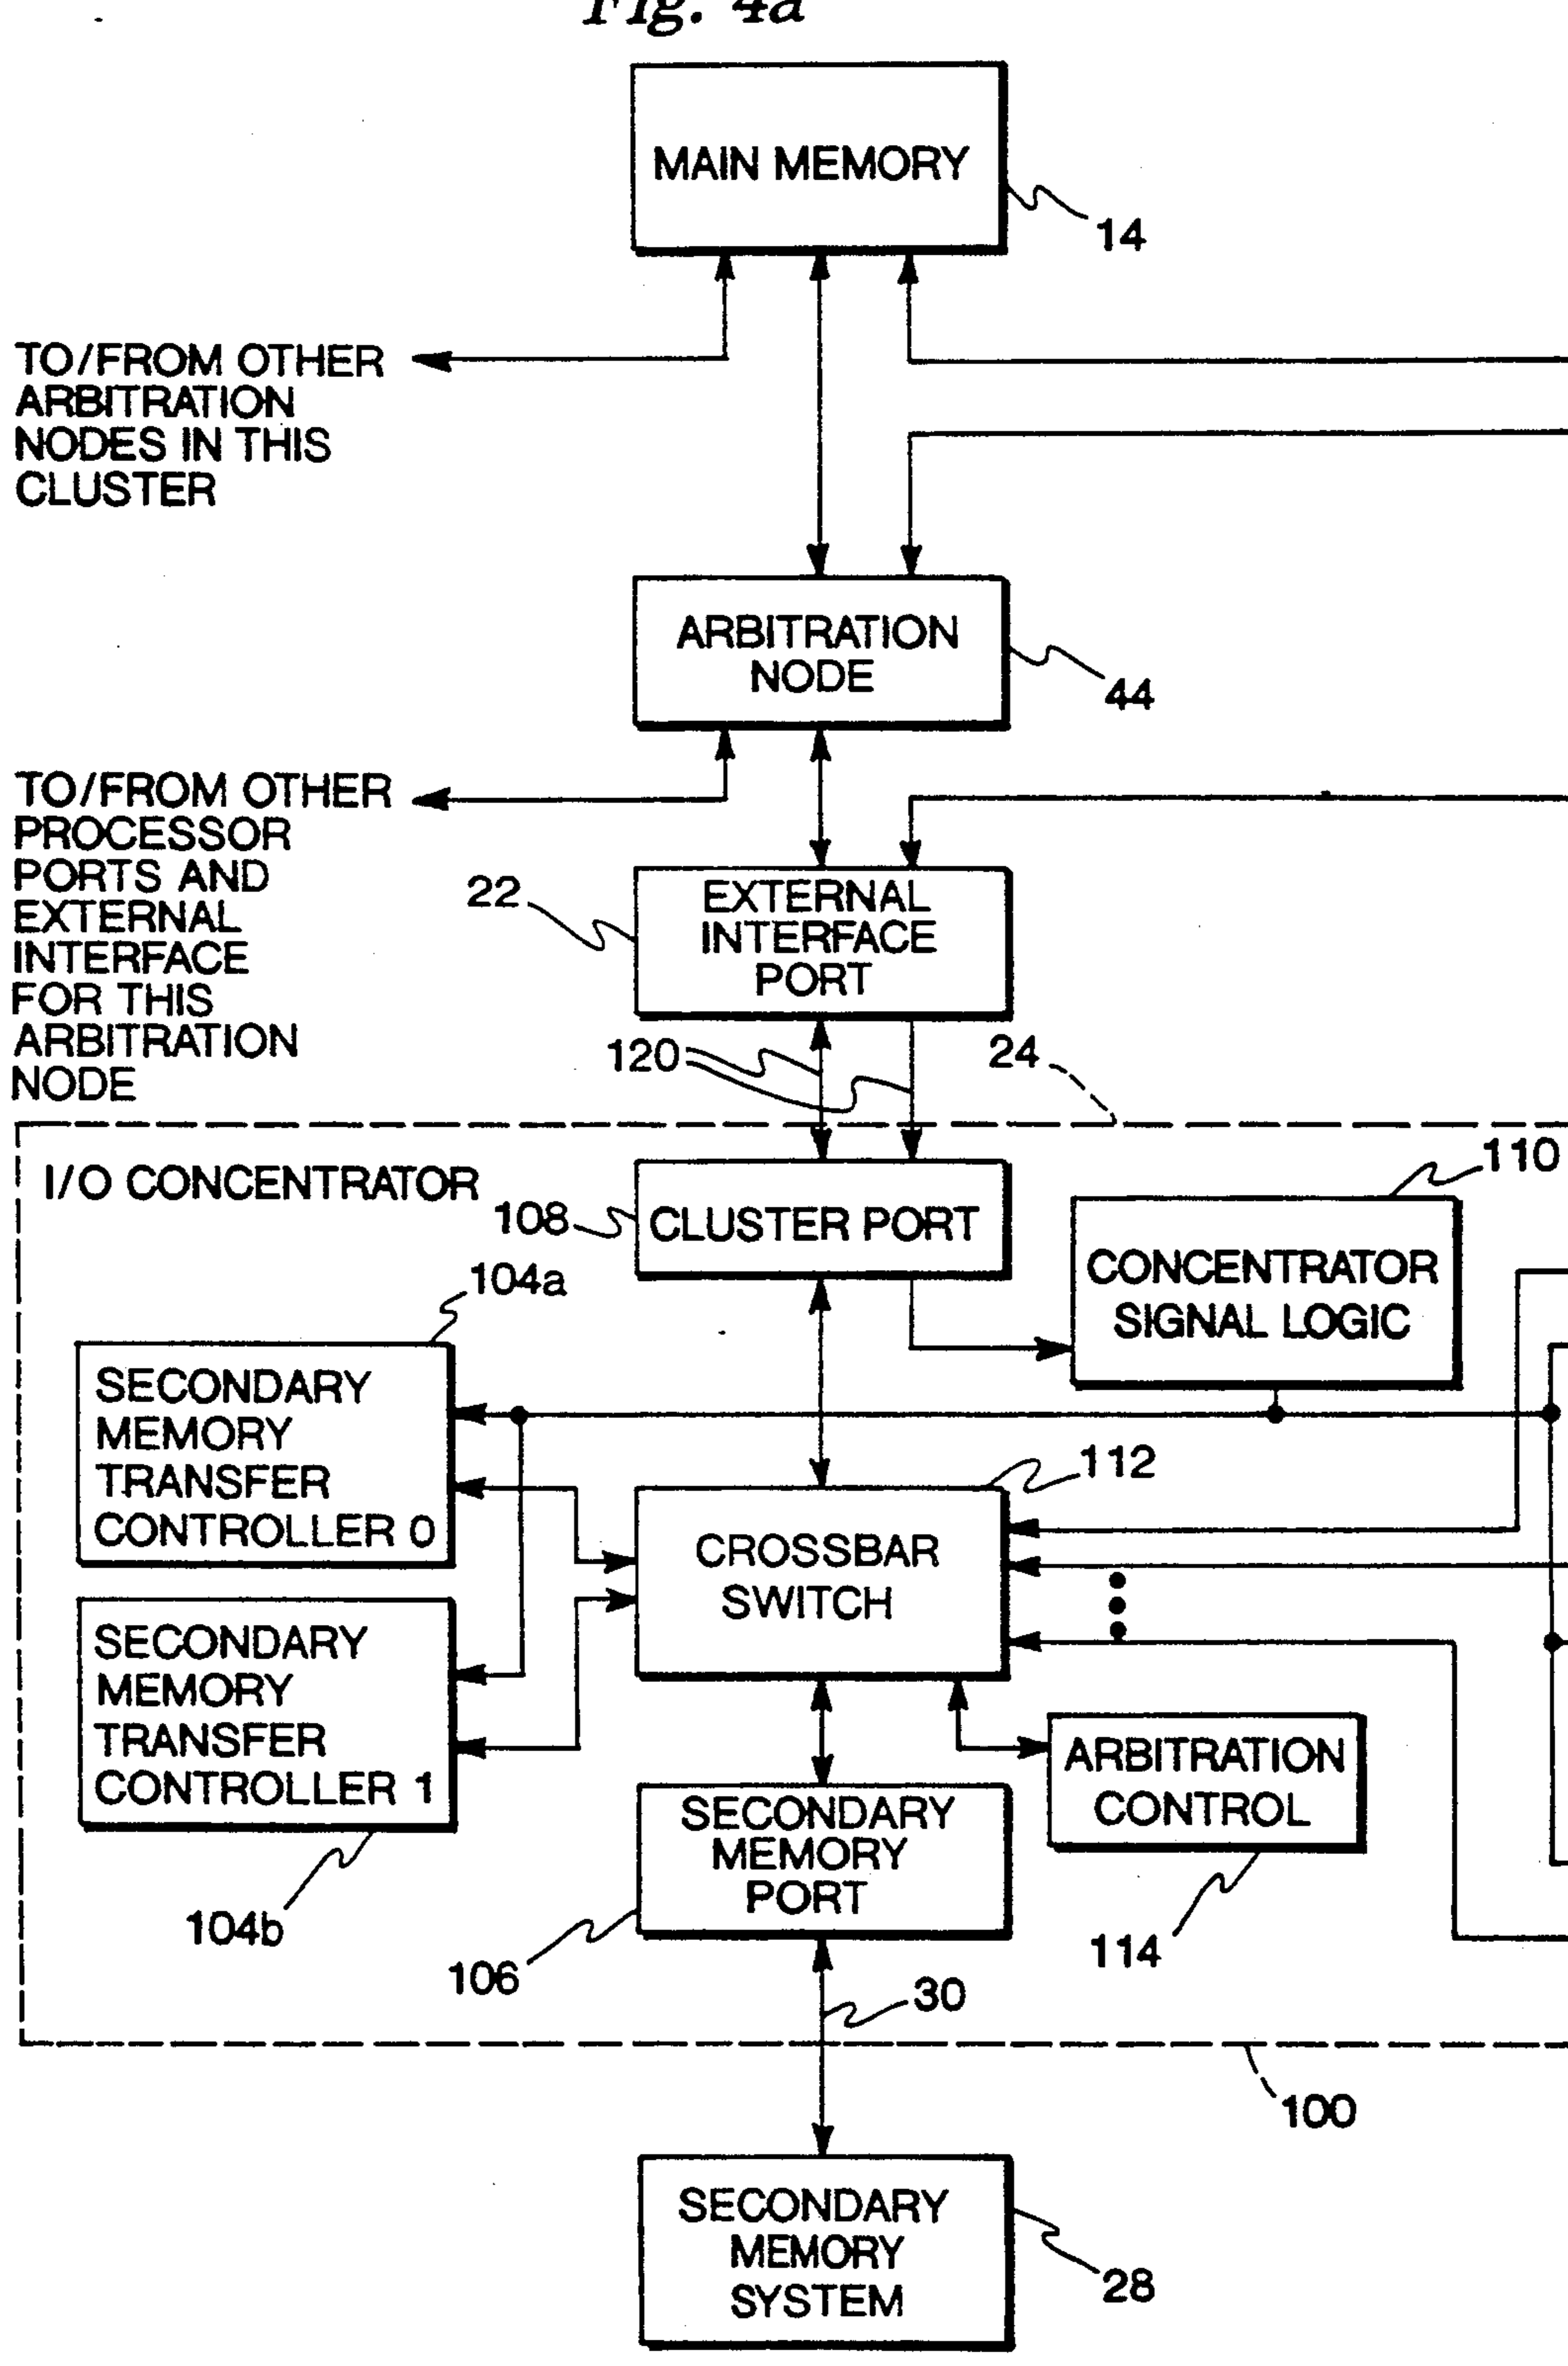 Fig. 4a
MAIN MEMORY
14
TO/FROM OTHER
ARBITRATION
NODES IN THIS
CLUSTER
ARBITRATION
NODE
44
TO/FROM OTHER
PROCESSOR
PORTS AND
EXTERNAL
INTERFACE
FOR THIS
ARBITRATION
NODE
22
EXTERNAL
INTERFACE
PORT
120
24
I/O CONCENTRATOR
108
CLUSTER PORT
110
CONCENTRATOR
SIGNAL LOGIC
104a
SECONDARY
MEMORY
TRANSFER
CONTROLLER 0
112
CROSSBAR
SWITCH
SECONDARY
MEMORY
TRANSFER
CONTROLLER 1
104b
ARBITRATION
CONTROL
114
SECONDARY
MEMORY
PORT
106
30
100
SECONDARY
MEMORY
SYSTEM
28